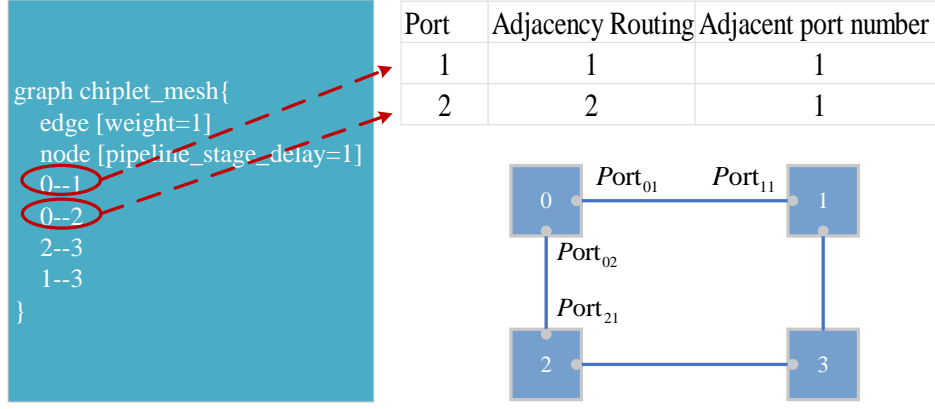 graph chiplet_mesh{
edge [weight=1]
node [pipeline_stage_delay=1]
0--1
0--2
2--3
1--3
}
Port Adjacency Routing Adjacent port number
1 1 1
2 2 1
0 Port01 Port11 1
Port02
Port21
2 3